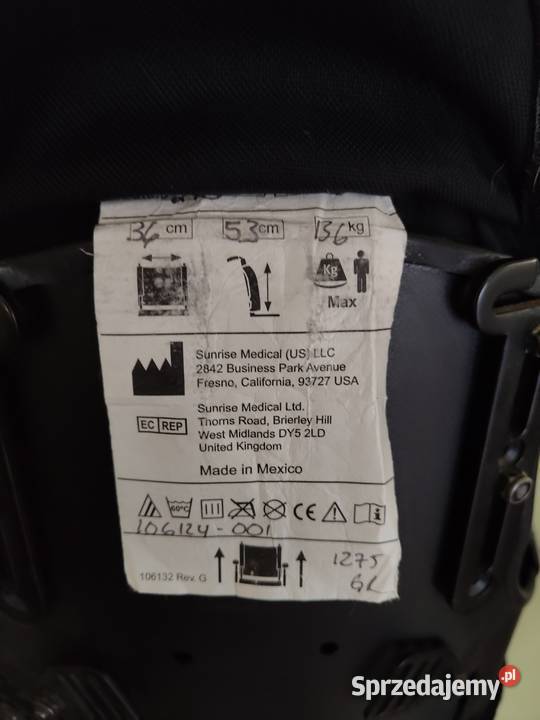 36 cm 53 cm 136 kg
Kg
Max
Sunrise Medical (US) LLC
2842 Business Park Avenue
Fresno, California, 93727 USA
EC REP
Sunrise Medical Ltd.
Thorns Road, Brierley Hill
West Midlands DY5 2LD
United Kingdom
Made in Mexico
60°C
CE
106124-001
1275
106132 Rev. G
Sprzedajemy.pl